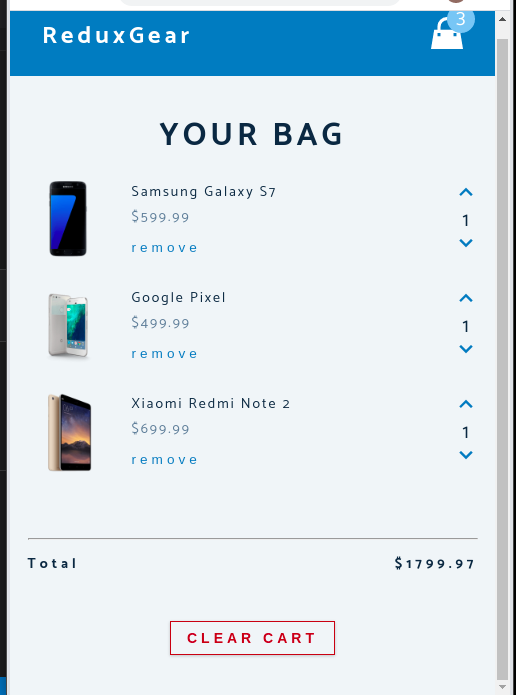 ReduxGear
3
YOUR BAG
Samsung Galaxy S7
$599.99
1
remove
Google Pixel
$499.99
1
remove
Xiaomi Redmi Note 2
$699.99
1
remove
Total $1799.97
CLEAR CART